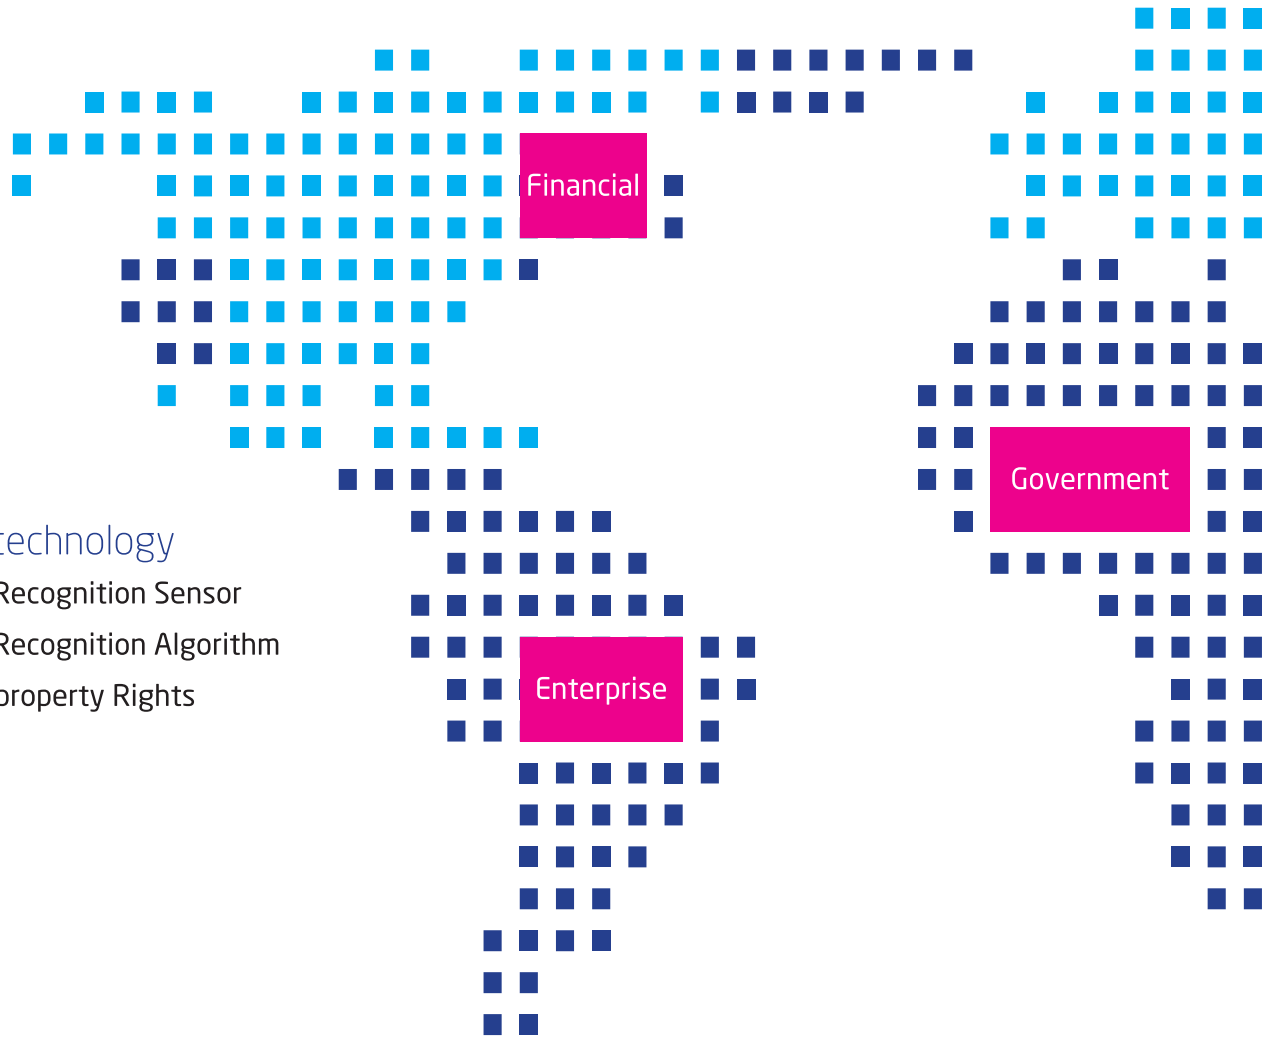 Financial
Government
technology
Recognition Sensor
Recognition Algorithm
property Rights
Enterprise